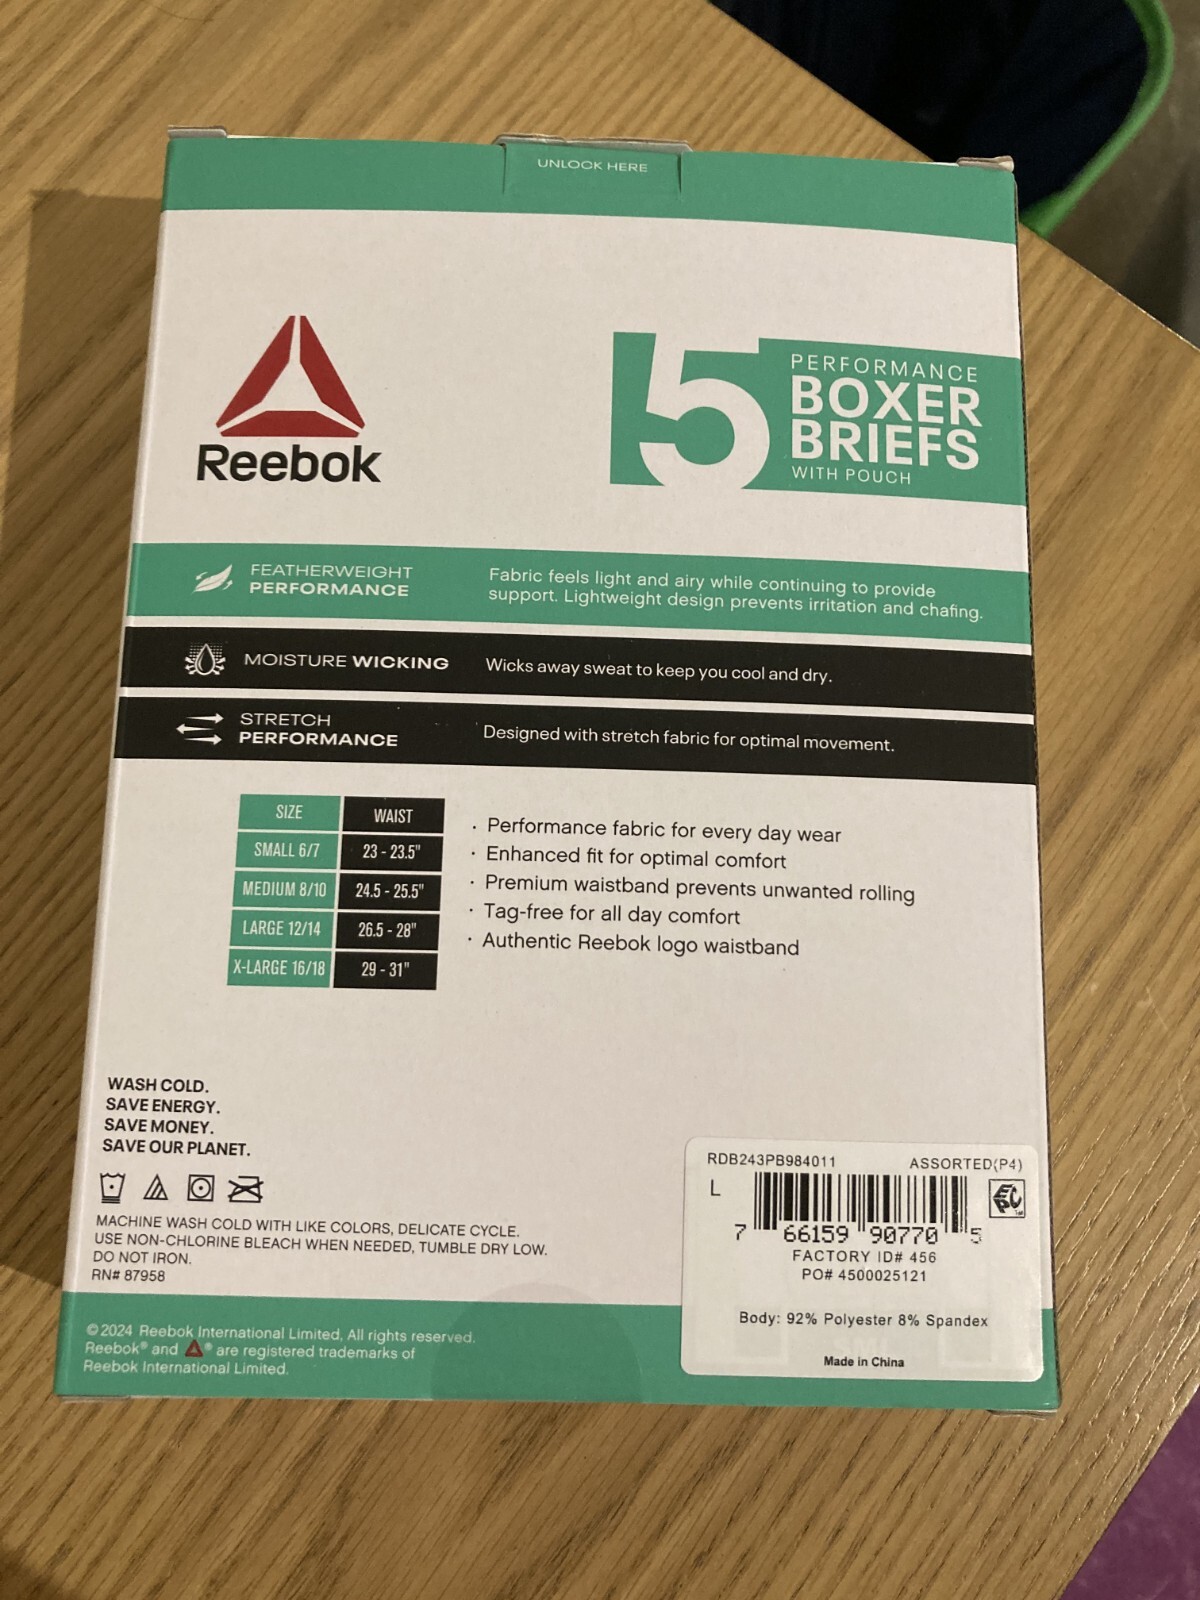 UNLOCK HERE
Reebok
5
PERFORMANCE
BOXER
BRIEFS
WITH POUCH
FEATHERWEIGHT
PERFORMANCE
Fabric feels light and airy while continuing to provide
support. Lightweight design prevents irritation and chafing.
MOISTURE WICKING
Wicks away sweat to keep you cool and dry.
STRETCH
PERFORMANCE
Designed with stretch fabric for optimal movement.
SIZE WAIST
SMALL 6/7 23 - 23.5"
MEDIUM 8/10 24.5 - 25.5"
LARGE 12/14 26.5 - 28"
X-LARGE 16/18 29 - 31"
· Performance fabric for every day wear
· Enhanced fit for optimal comfort
· Premium waistband prevents unwanted rolling
· Tag-free for all day comfort
· Authentic Reebok logo waistband
WASH COLD.
SAVE ENERGY.
SAVE MONEY.
SAVE OUR PLANET.
MACHINE WASH COLD WITH LIKE COLORS, DELICATE CYCLE.
USE NON-CHLORINE BLEACH WHEN NEEDED, TUMBLE DRY LOW.
DO NOT IRON.
RN# 87958
©2024 Reebok International Limited, All rights reserved.
Reebok® and ® are registered trademarks of
Reebok International Limited.
RDB243PB984011 ASSORTED(P4)
L
EPC
7 66159 90770 5
FACTORY ID# 456
PO# 4500025121
Body: 92% Polyester 8% Spandex
Made in China